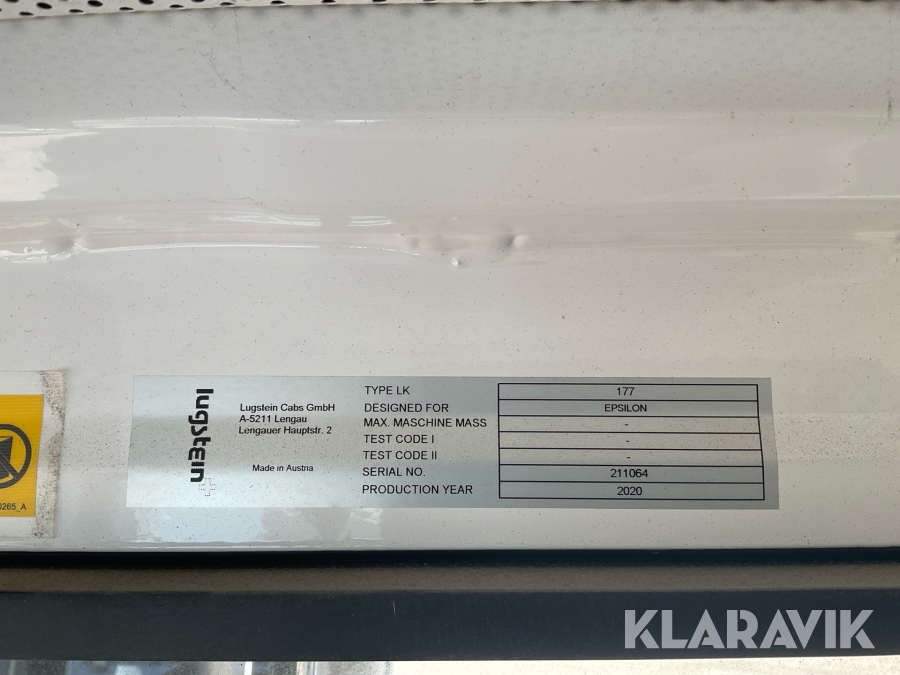 lugstein
Lugstein Cabs GmbH
A-5211 Lengau
Lengauer Hauptstr. 2
Made in Austria
TYPE LK 177
DESIGNED FOR EPSILON
MAX. MASCHINE MASS -
TEST CODE I -
TEST CODE II -
SERIAL NO. 211064
PRODUCTION YEAR 2020
0265_A
KLARAVIK